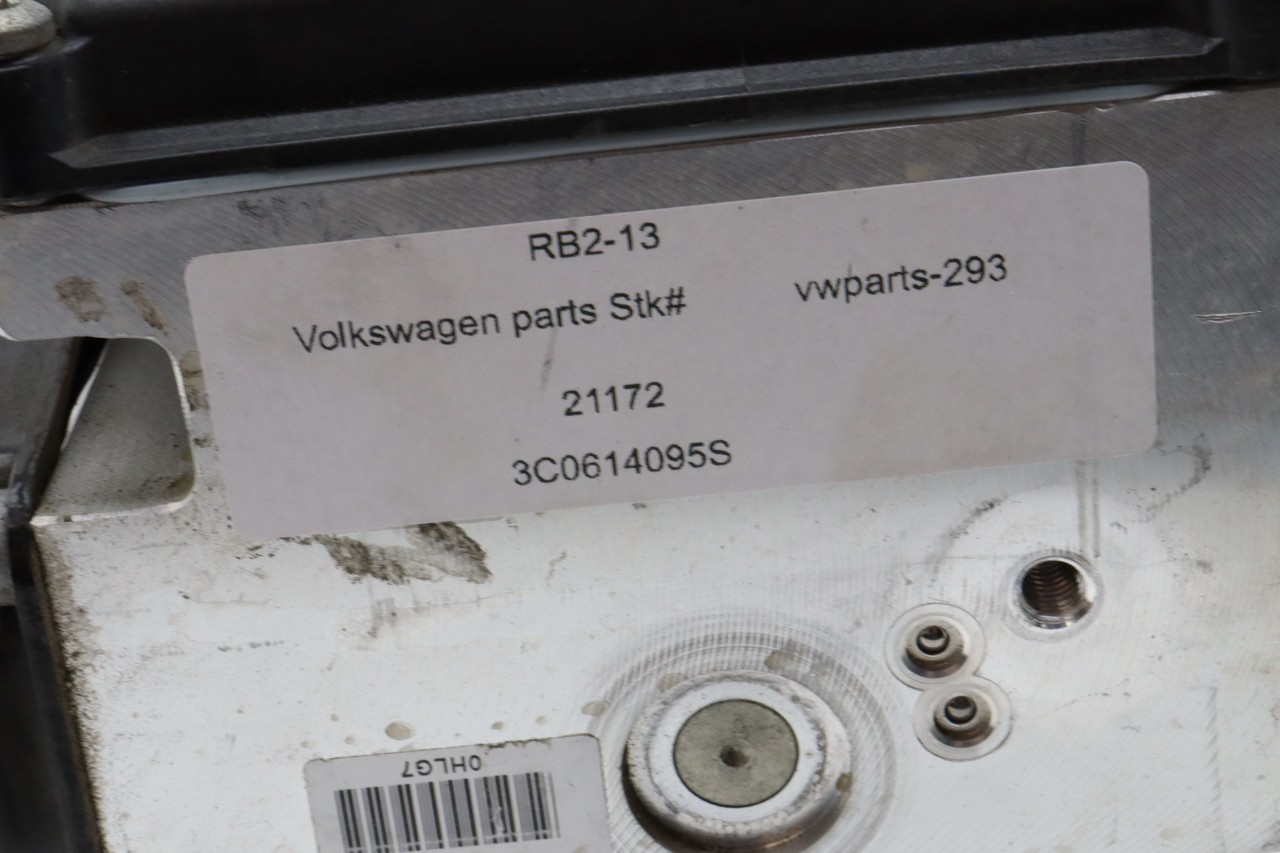 RB2-13
Volkswagen parts Stk# vwparts-293
21172
3C0614095S
0HLG7